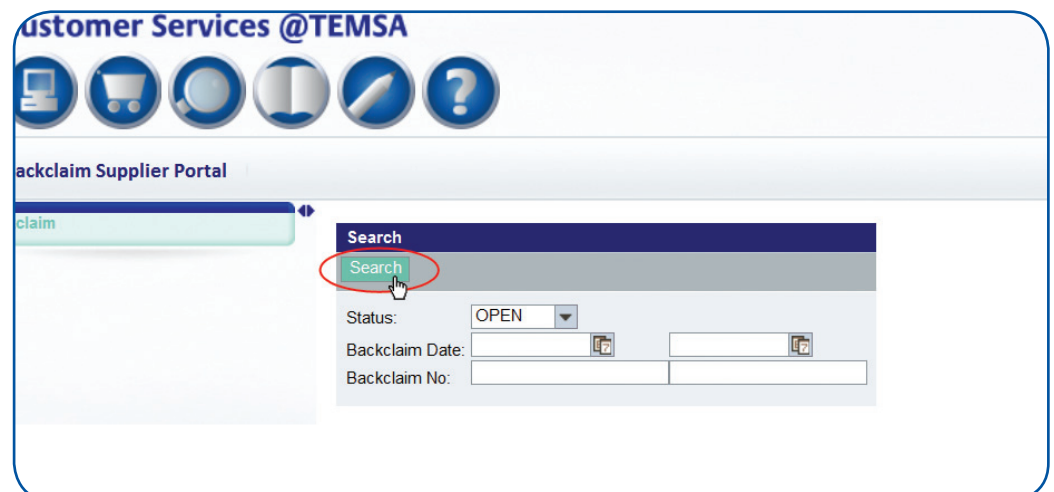 ustomer Services @TEMSA
?
ackclaim Supplier Portal
claim
Search
Search
Status: OPEN
Backclaim Date:
Backclaim No: